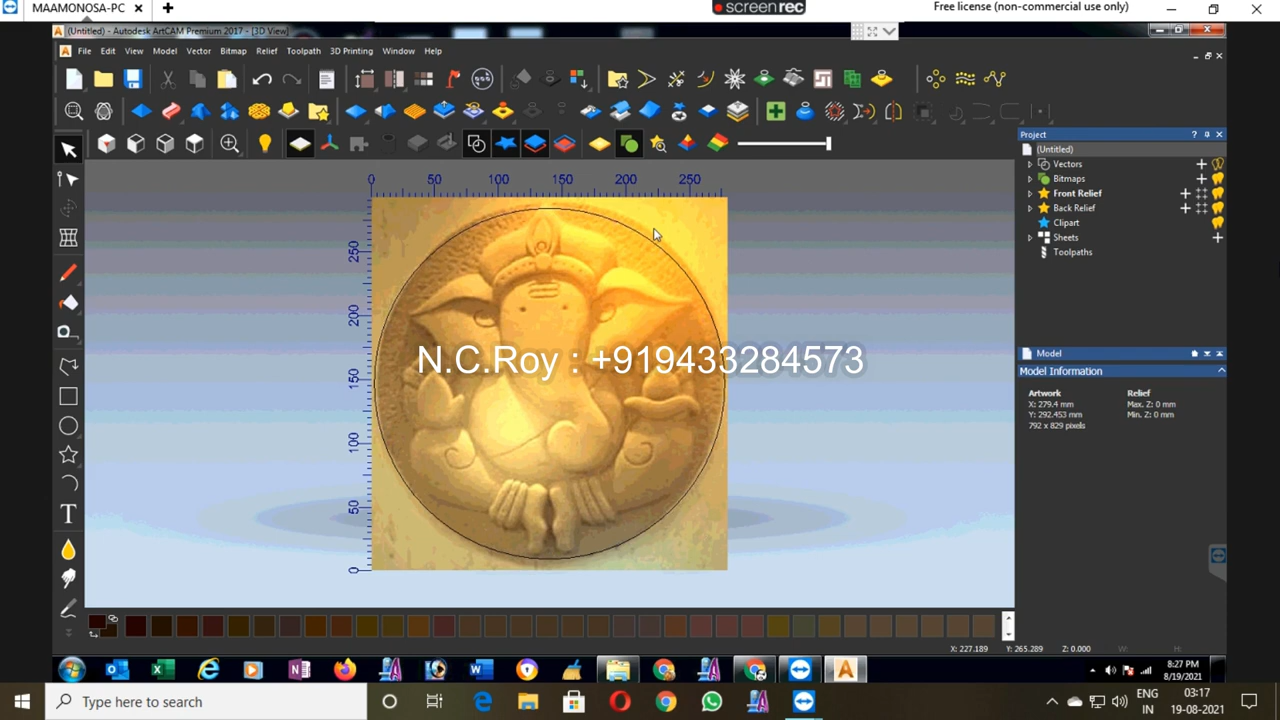 MAAMONOSA-PC
screenrec
Free license (non-commercial use only)
(Untitled) - Autodesk ArtCAM Premium 2017 - [3D View]
File Edit View Model Vector Bitmap Relief Toolpath 3D Printing Window Help
Project
(Untitled)
Vectors
Bitmaps
Front Relief
Back Relief
Clipart
Sheets
Toolpaths
0 50 100 150 200 250
250
200
150
100
50
0
N.C.Roy : +919433284573
Model
Model Information
Artwork Relief
X: 279.4 mm Max. Z: 0 mm
Y: 292.453 mm Min. Z: 0 mm
792 x 829 pixels
X: 227.189 Y: 265.289 Z: 0.000 W: H:
8:27 PM
8/19/2021
Type here to search
ENG
IN
03:17
19-08-2021